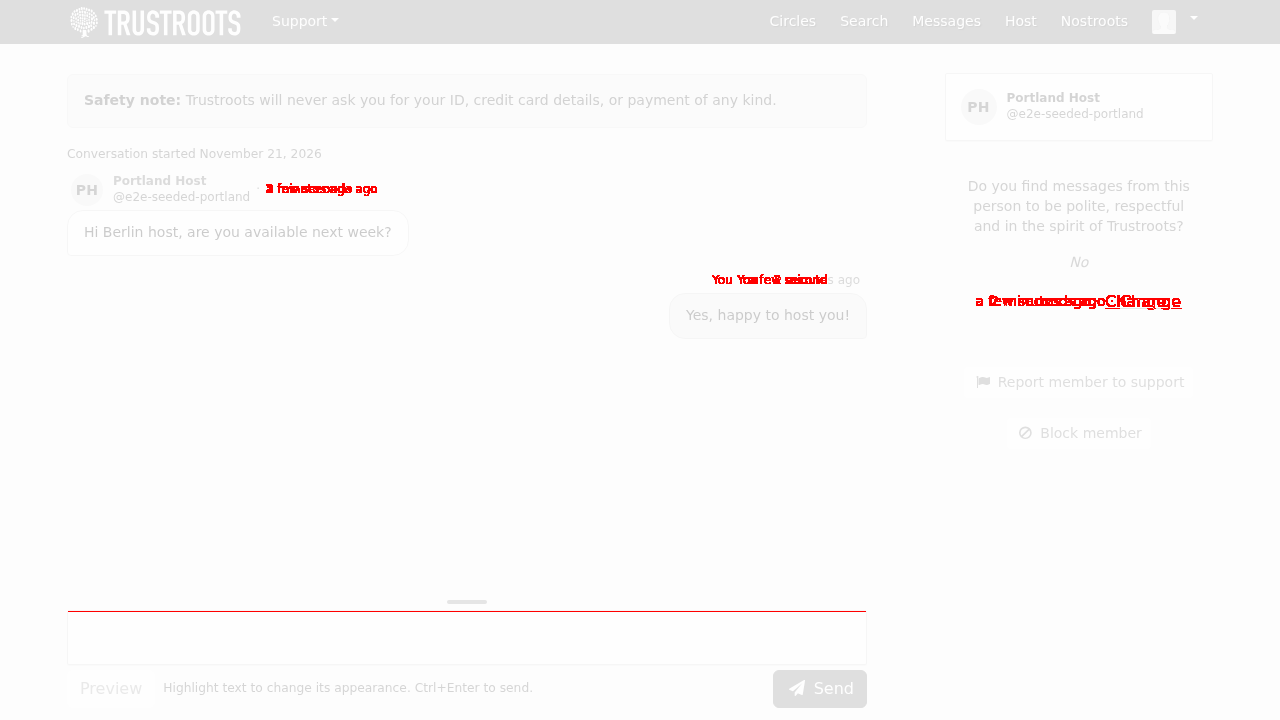 TRUSTROOTS Support Circles Search Messages Host Nostroots
Safety note: Trustroots will never ask you for your ID, credit card details, or payment of any kind.
PH Portland Host
@e2e-seeded-portland
Conversation started November 21, 2026
PH Portland Host
@e2e-seeded-portland ago
Hi Berlin host, are you available next week?
You ago
Yes, happy to host you!
Do you find messages from this
person to be polite, respectful
and in the spirit of Trustroots?
No
Change
Report member to support
Block member
Preview Highlight text to change its appearance. Ctrl+Enter to send. Send